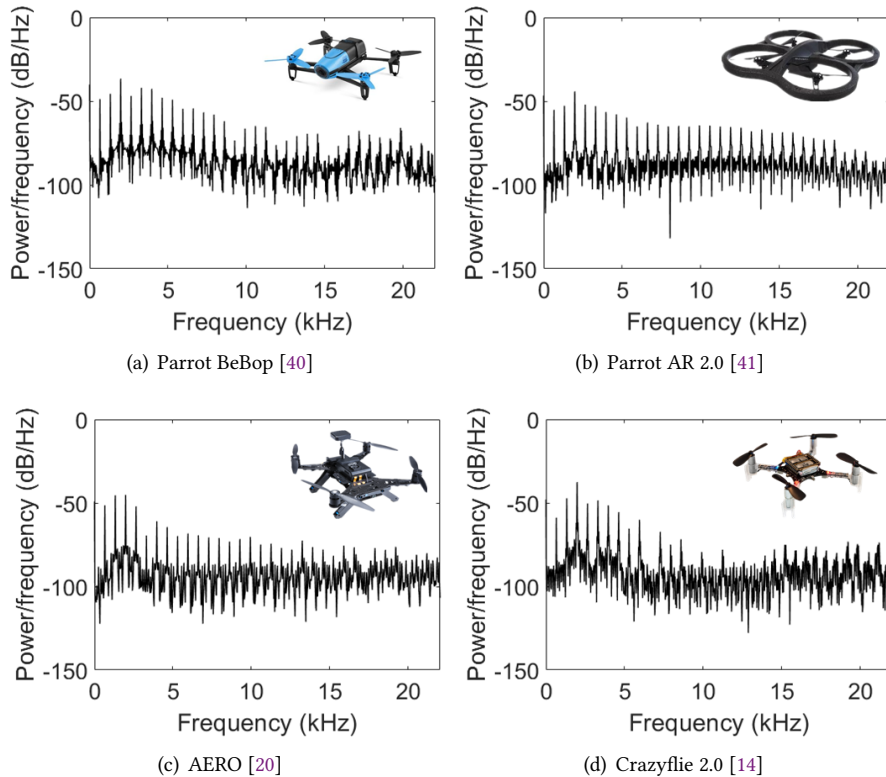 0
-50
-100
-150
Power/frequency (dB/Hz)
0 5 10 15 20
Frequency (kHz)
(a) Parrot BeBop [40]
0
-50
-100
-150
Power/frequency (dB/Hz)
0 5 10 15 20
Frequency (kHz)
(b) Parrot AR 2.0 [41]
0
-50
-100
-150
Power/frequency (dB/Hz)
0 5 10 15 20
Frequency (kHz)
(c) AERO [20]
0
-50
-100
-150
Power/frequency (dB/Hz)
0 5 10 15 20
Frequency (kHz)
(d) Crazyflie 2.0 [14]